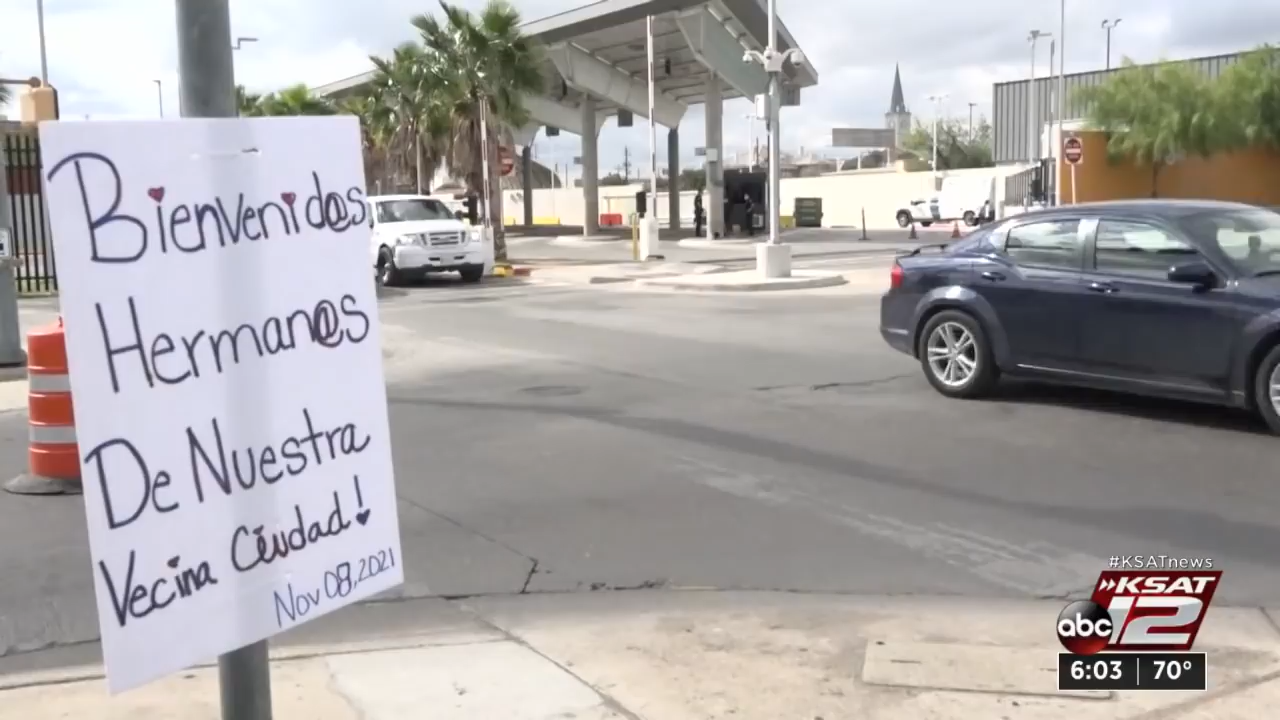 Bienvenid@s
Herman@s
De Nuestra
Vecina Ciudad!
Nov 08, 2021
#KSATnews
KSAT
abc 12
6:03 | 70°